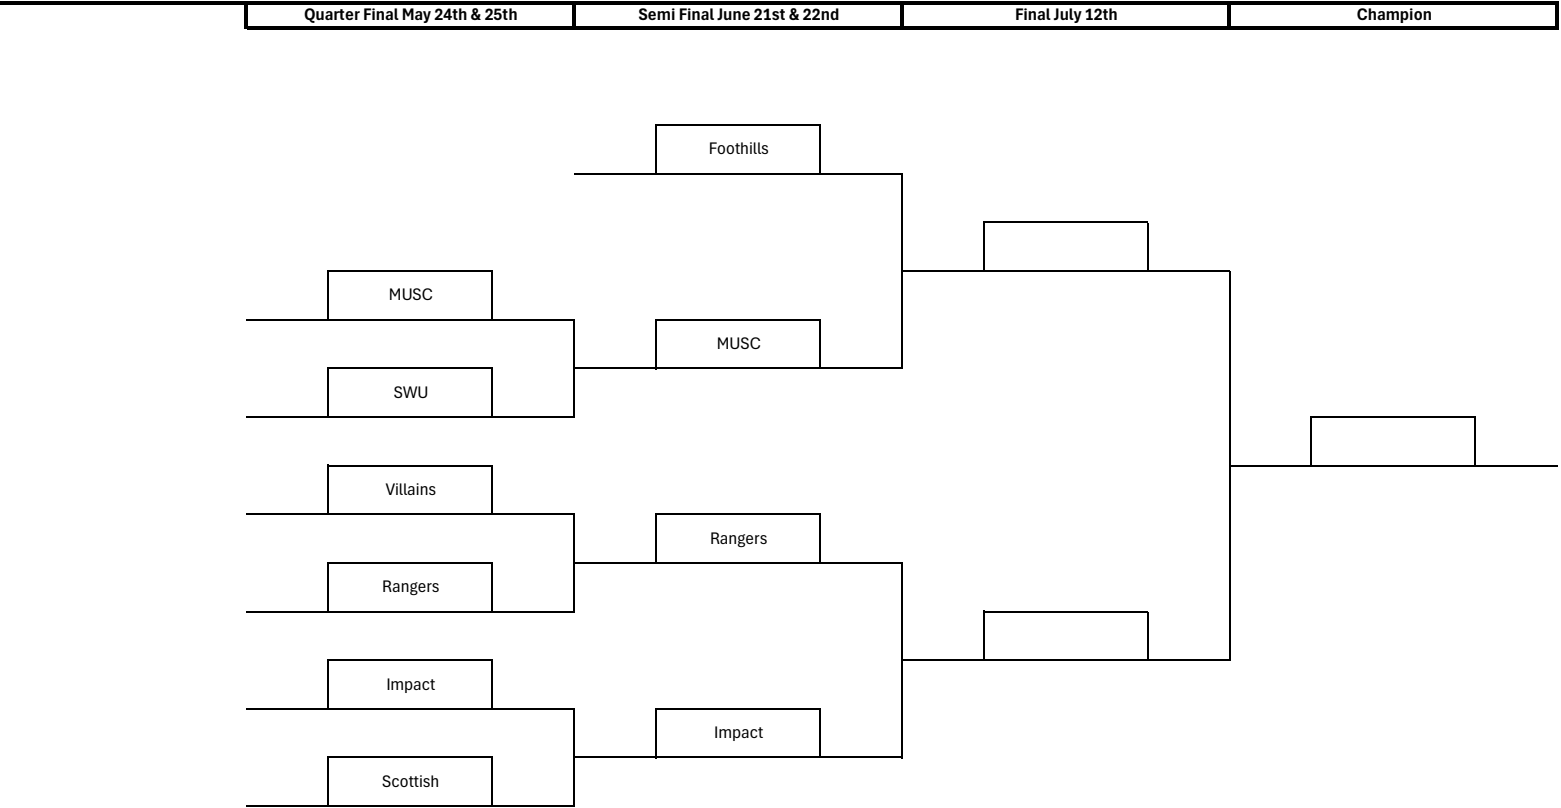 Quarter Final May 24th & 25th
Semi Final June 21st & 22nd
Final July 12th
Champion
Foothills
MUSC
MUSC
SWU
Villains
Rangers
Rangers
Impact
Impact
Scottish